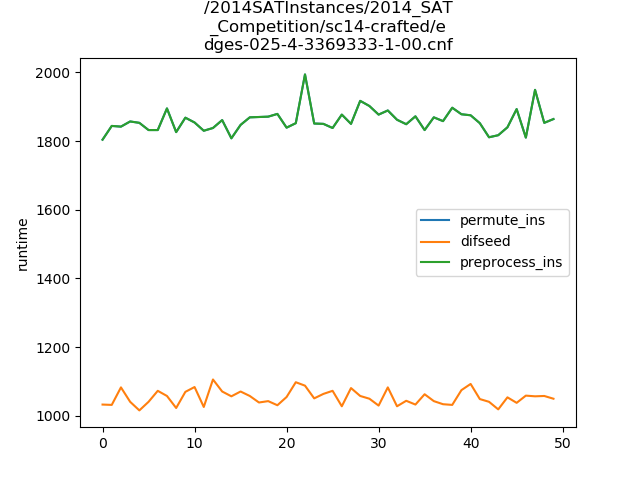 /2014SATInstances/2014_SAT
_Competition/sc14-crafted/e
dges-025-4-3369333-1-00.cnf
2000
1800
1600
1400
1200
1000
runtime
permute_ins
difseed
preprocess_ins
0 10 20 30 40 50